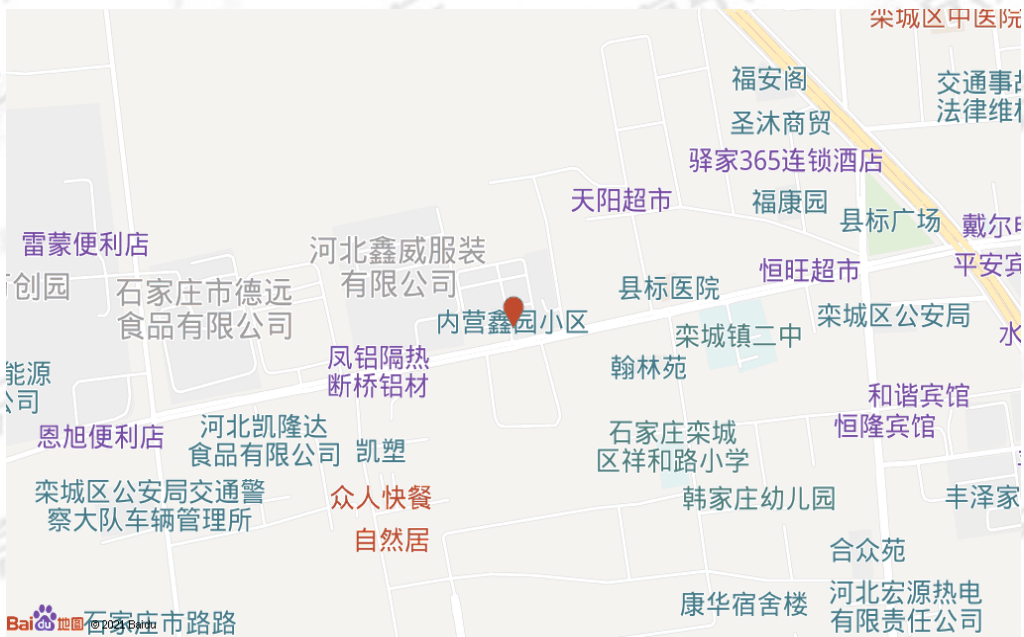 栾城区中医院
福安阁
交通事故
法律维权
圣沐商贸
驿家365连锁酒店
天阳超市
福康园
县标广场
戴尔电
雷蒙便利店
河北鑫威服装
有限公司
恒旺超市
平安宾
创园
石家庄市德远
食品有限公司
县标医院
内营鑫园小区
栾城区公安局
栾城镇二中
水
凤铝隔热
断桥铝材
翰林苑
能源
公司
和谐宾馆
恒隆宾馆
恩旭便利店
河北凯隆达
食品有限公司
凯塑
石家庄栾城
区祥和路小学
栾城区公安局交通警
察大队车辆管理所
众人快餐
韩家庄幼儿园
丰泽家
自然居
合众苑
康华宿舍楼
河北宏源热电
有限责任公司
Baidu地图
© 2021 Baidu
石家庄市路路